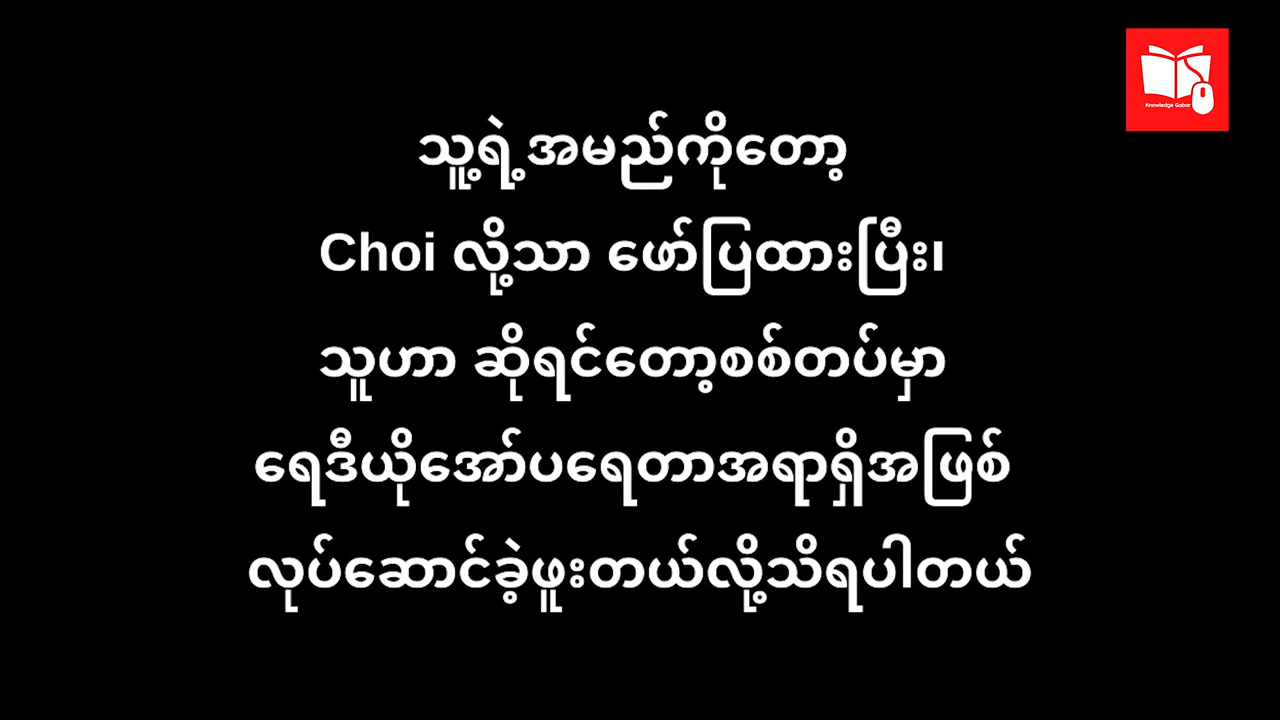 Knowledge Gabar
သူ့ရဲ့အမည်ကိုတော့
Choi လို့သာ ဖော်ပြထားပြီး၊
သူဟာ ဆိုရင်တော့စစ်တပ်မှာ
ရေဒီယိုအော်ပရေတာအရာရှိအဖြစ်
လုပ်ဆောင်ခဲ့ဖူးတယ်လို့သိရပါတယ်